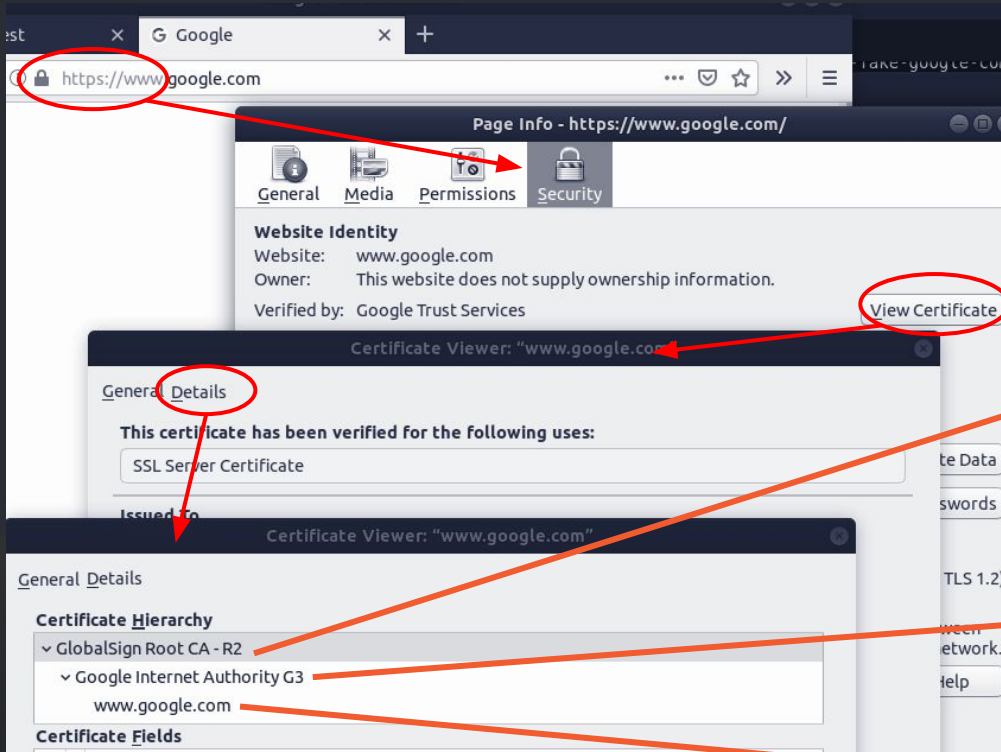 est × G Google × +
https://www.google.com
Page Info - https://www.google.com/
General Media Permissions Security
Website Identity
Website: www.google.com
Owner: This website does not supply ownership information.
Verified by: Google Trust Services
View Certificate
Certificate Viewer: “www.google.com”
General Details
This certificate has been verified for the following uses:
SSL Server Certificate
te Data
swords
Issued To
Certificate Viewer: “www.google.com”
General Details
TLS 1.2)
Certificate Hierarchy
GlobalSign Root CA - R2
etwork.
Google Internet Authority G3
Help
www.google.com
Certificate Fields